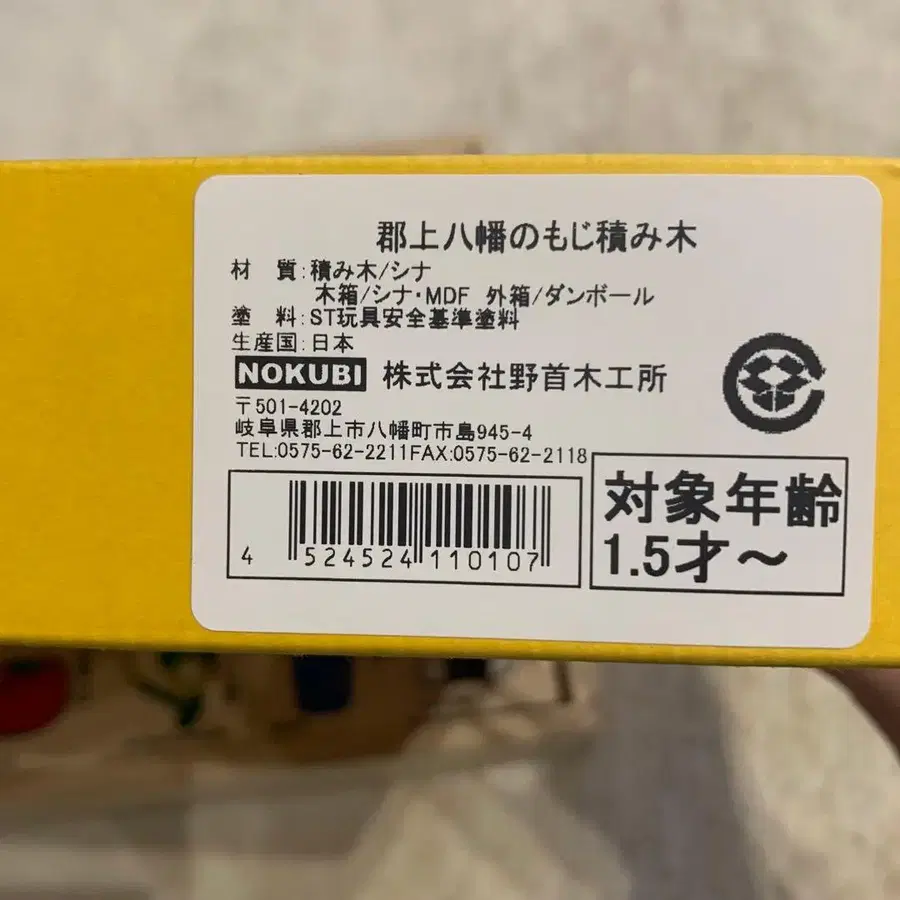 郡上八幡のもじ積み木
材　質:積み木/シナ
木箱/シナ・MDF　外箱/ダンボール
塗　料:ST玩具安全基準塗料
生産国:日本
NOKUBI 株式会社野首木工所
〒501-4202
岐阜県郡上市八幡町市島945-4
TEL:0575-62-2211FAX:0575-62-2118
4 524524 110107
対象年齢
1.5才～